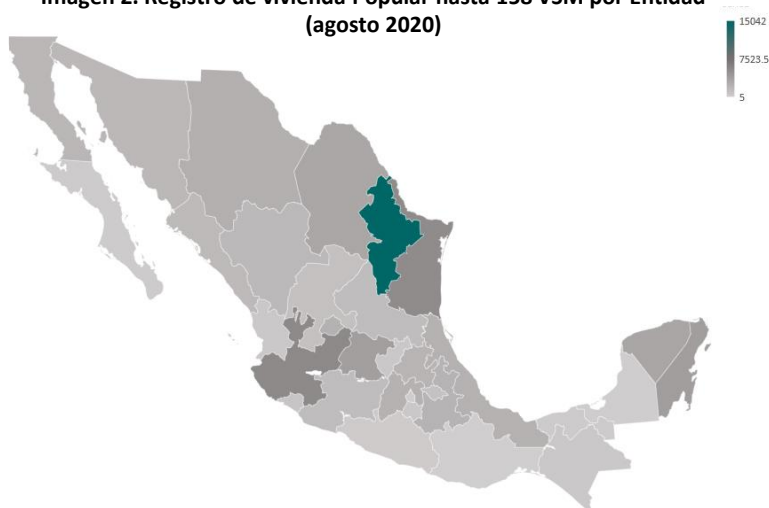 Imagen 2. Registro de vivienda Popular hasta 158 VSM por Entidad
(agosto 2020)
15042
7523.5
5